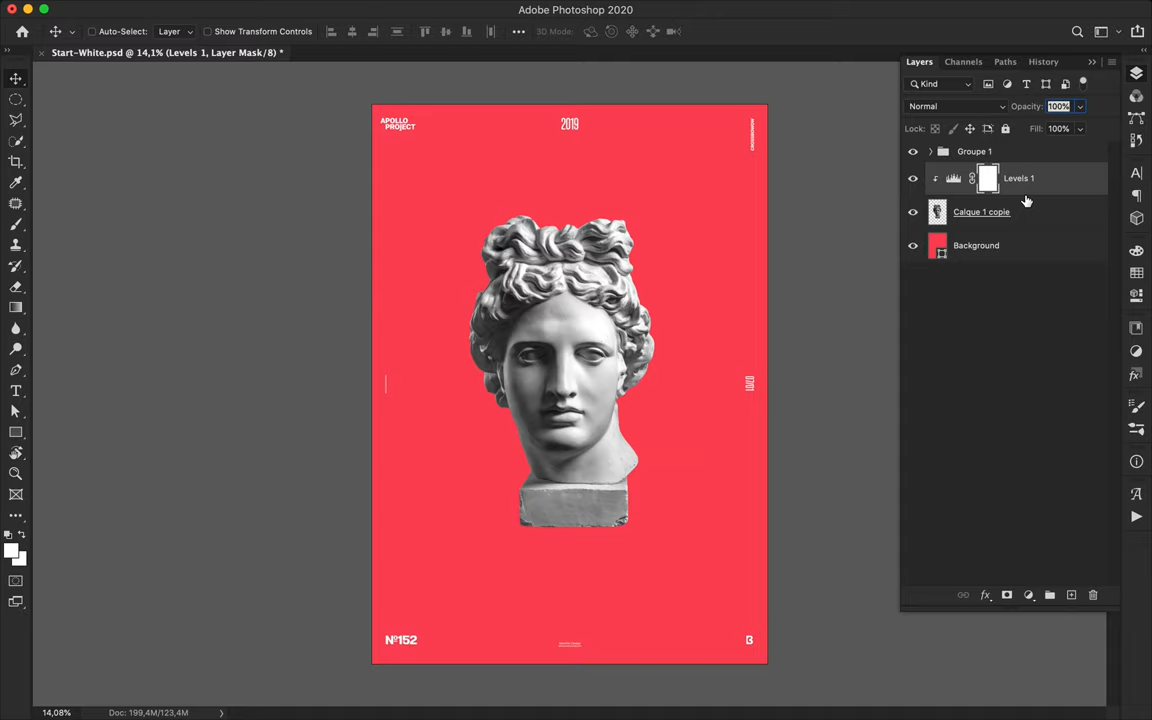 Adobe Photoshop 2020
Auto-Select: Layer Show Transform Controls 3D Mode:
Start-White.psd @ 14,1% (Levels 1, Layer Mask/8) *
Layers Channels Paths History
Kind
Normal Opacity: 100%
Lock: Fill: 100%
Groupe 1
Levels 1
Calque 1 copie
Background
APOLLO
PROJECT
2019
Nº152
14,08% Doc: 199,4M/123,4M